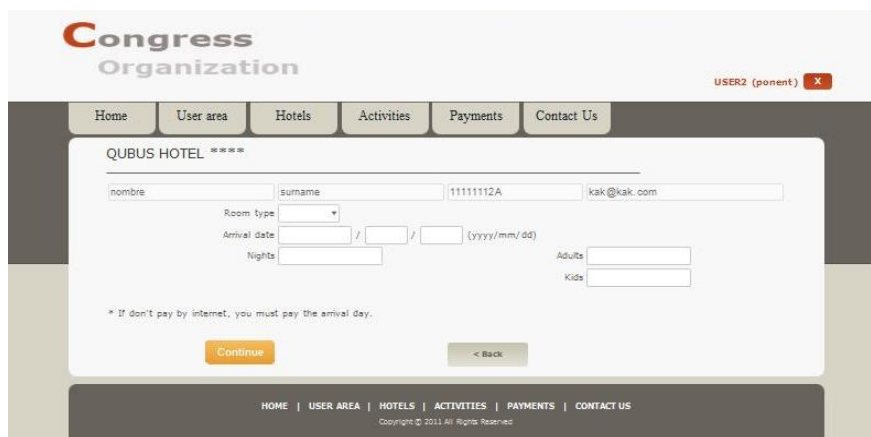 Congress
Organization
USER2 (ponent) X
Home User area Hotels Activities Payments Contact Us
QUBUS HOTEL ****
nombre surname 11111112A kak@kak.com
Room type
Arrival date / / (yyyy/mm/dd)
Nights Adults
Kids
* If don't pay by internet, you must pay the arrival day.
Continue < Back
HOME | USER AREA | HOTELS | ACTIVITIES | PAYMENTS | CONTACT US
Copyright © 2011 All Rights Reserved